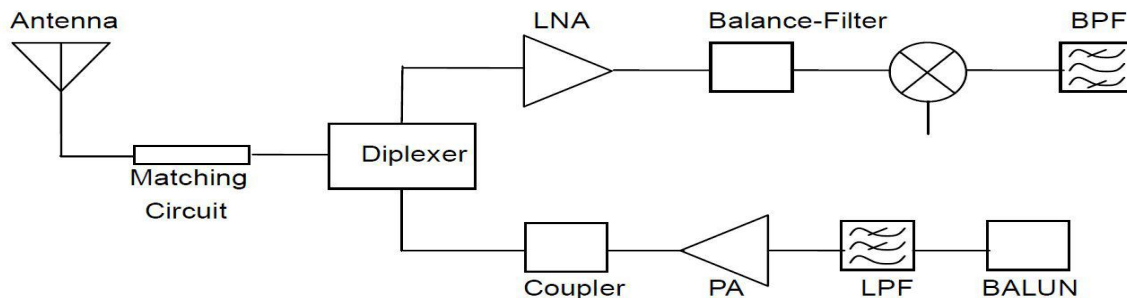 Antenna
LNA
Balance-Filter
BPF
Diplexer
Matching
Circuit
Coupler
PA
LPF
BALUN